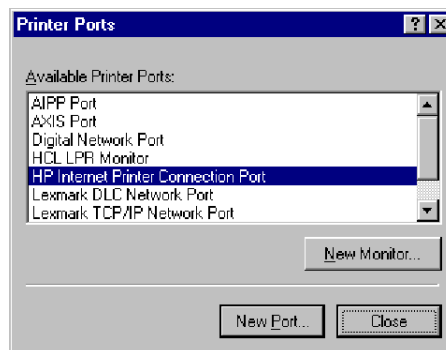 Printer Ports
Available Printer Ports:
AIPP Port
AXIS Port
Digital Network Port
HCL LPR Monitor
HP Internet Printer Connection Port
Lexmark DLC Network Port
Lexmark TCP/IP Network Port
New Monitor...
New Port...
Close